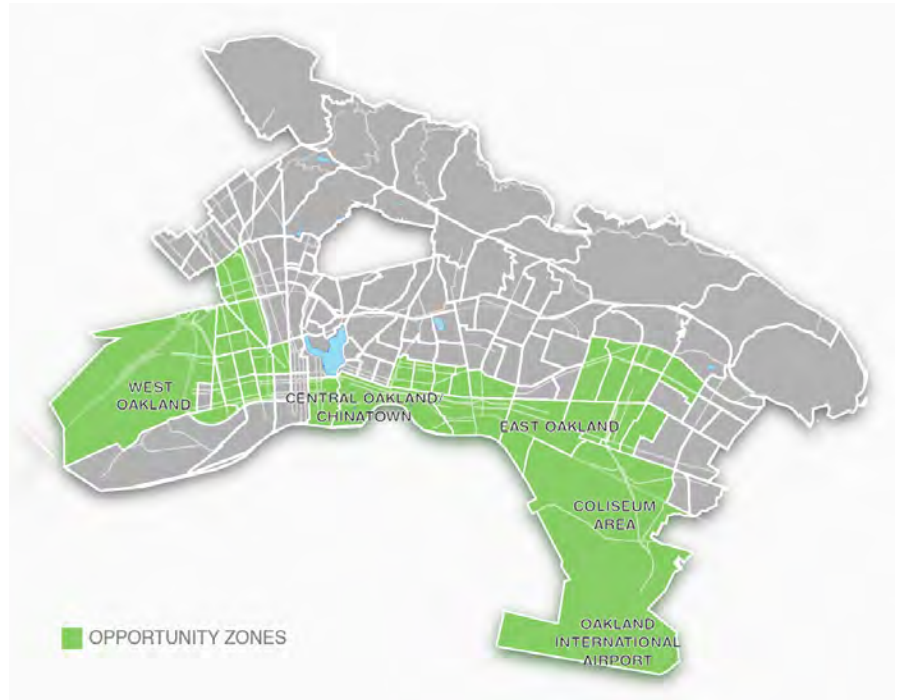 WEST
OAKLAND
CENTRAL OAKLAND/
CHINATOWN
EAST OAKLAND
COLISEUM
AREA
OAKLAND
INTERNATIONAL
AIRPORT
OPPORTUNITY ZONES